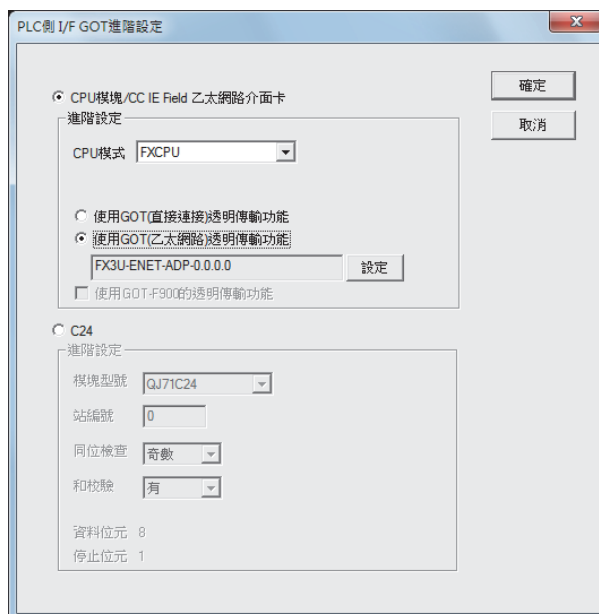 PLC側 I/F GOT進階設定
CPU模塊/CC IE Field 乙太網路介面卡
確定
進階設定
取消
CPU模式 FXCPU
使用GOT(直接連接)透明傳輸功能
使用GOT(乙太網路)透明傳輸功能
FX3U-ENET-ADP-0.0.0.0 設定
使用GOT-F900的透明傳輸功能
C24
進階設定
模塊型號 QJ71C24
站編號 0
同位檢查 奇數
和校驗 有
資料位元 8
停止位元 1